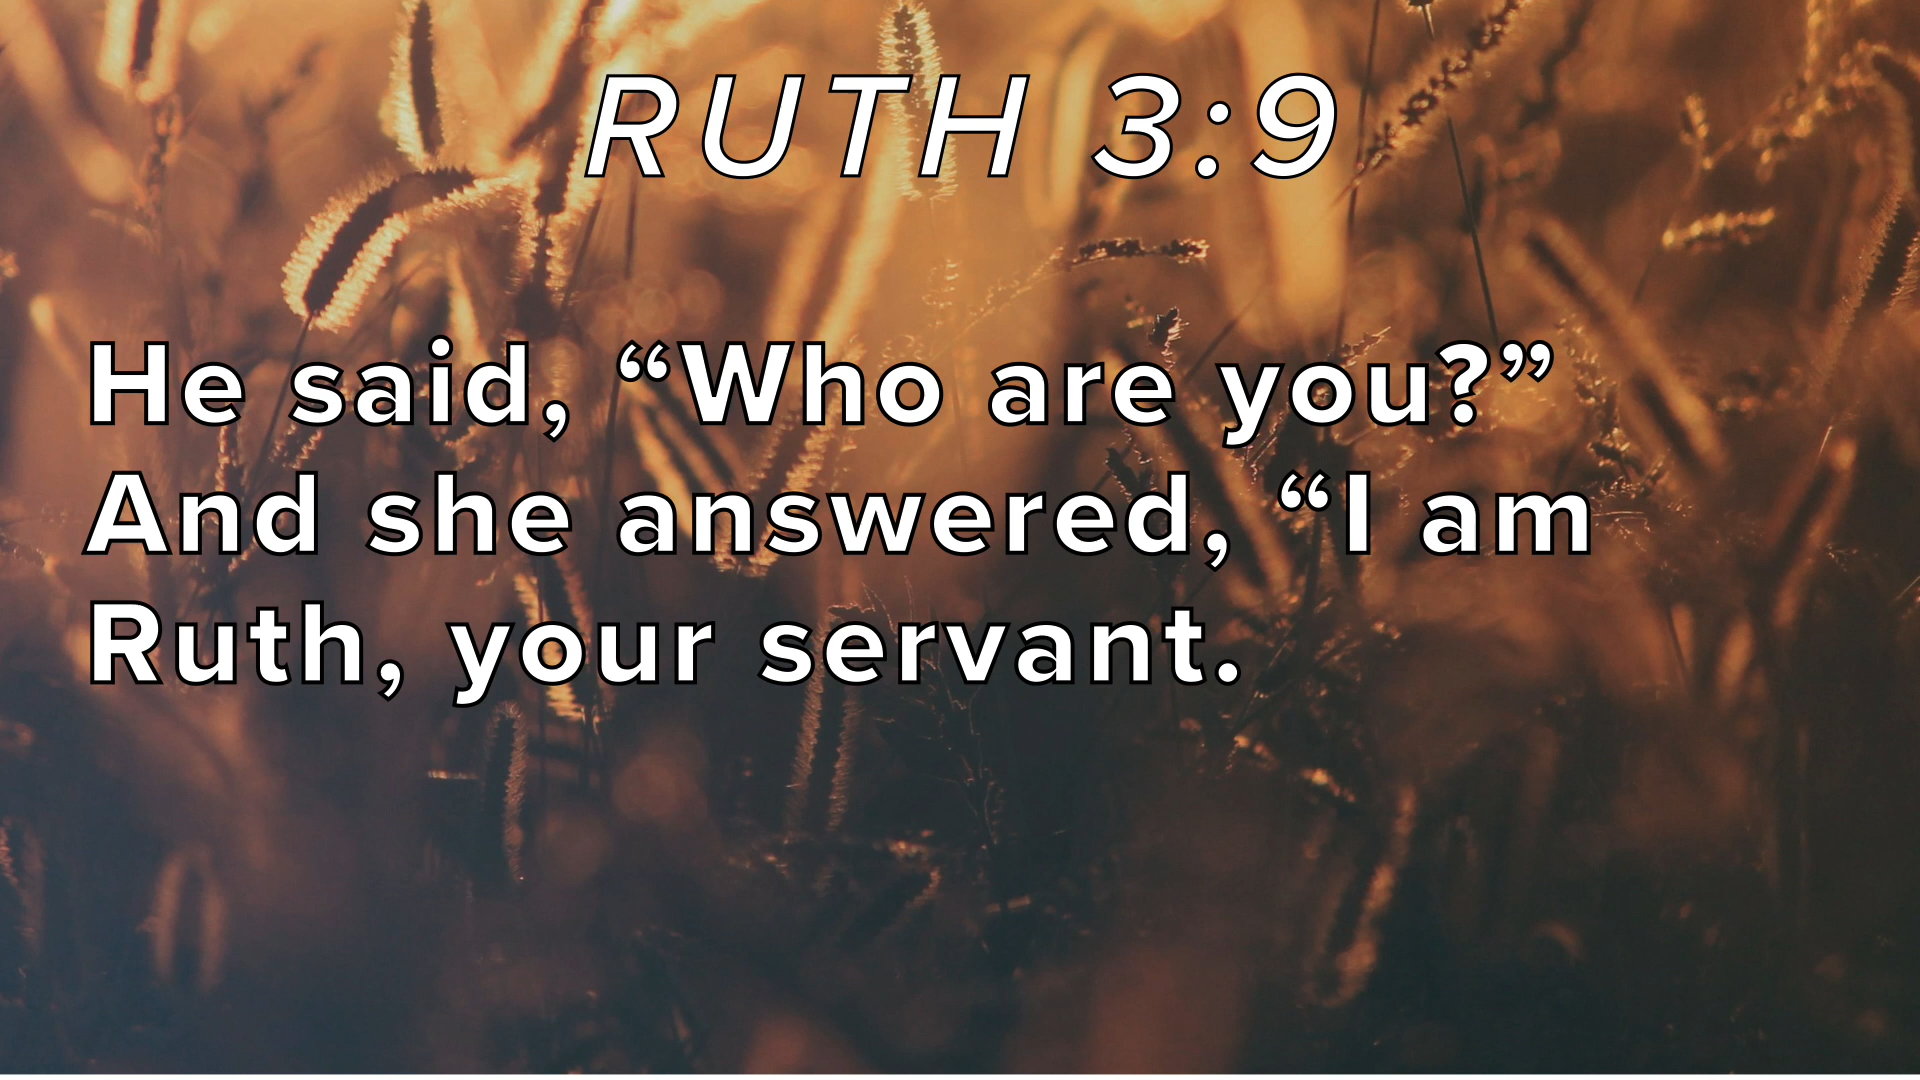 RUTH 3:9
He said, “Who are you?”
And she answered, “I am
Ruth, your servant.